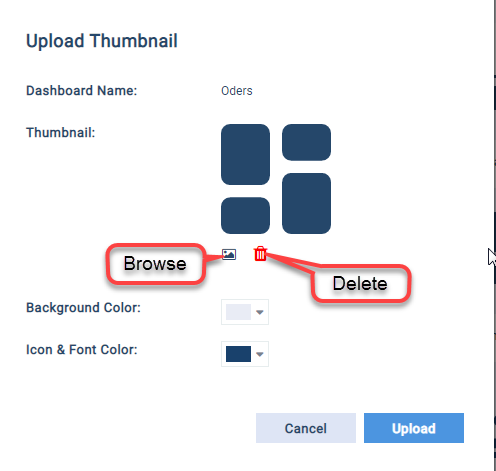 Upload Thumbnail
Dashboard Name: Oders
Thumbnail:
Browse
Delete
Background Color:
Icon & Font Color:
Cancel Upload